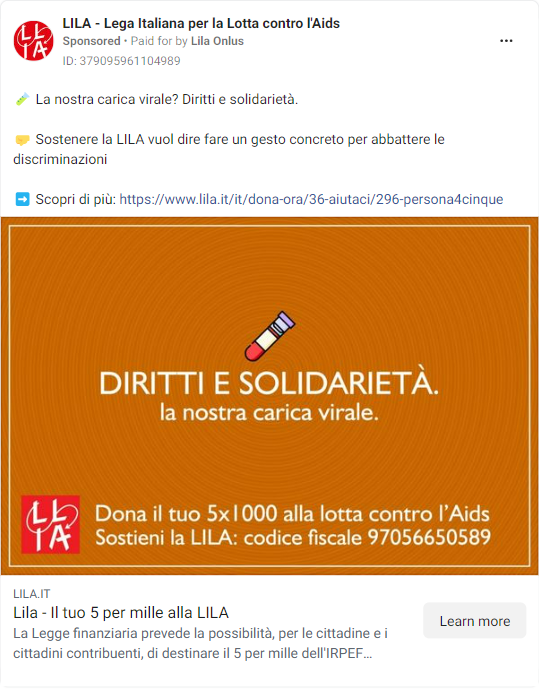 LILA - Lega Italiana per la Lotta contro l'Aids
Sponsored • Paid for by Lila Onlus
ID: 379095961104989
La nostra carica virale? Diritti e solidarietà.
Sostenere la LILA vuol dire fare un gesto concreto per abbattere le
discriminazioni
Scopri di più: https://www.lila.it/it/dona-ora/36-aiutaci/296-persona4cinque
DIRITTI E SOLIDARIETÀ.
la nostra carica virale.
LILA
Dona il tuo 5x1000 alla lotta contro l'Aids
Sostieni la LILA: codice fiscale 97056650589
LILA.IT
Lila - Il tuo 5 per mille alla LILA
La Legge finanziaria prevede la possibilità, per le cittadine e i
cittadini contribuenti, di destinare il 5 per mille dell'IRPEF...
Learn more